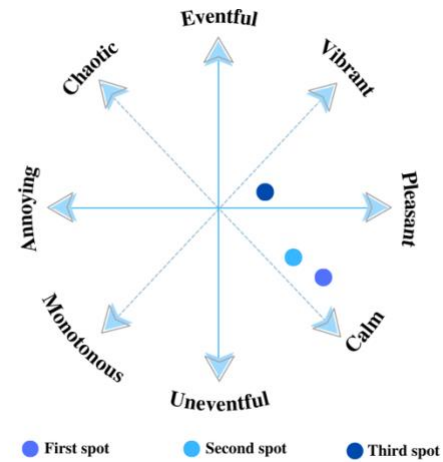 Eventful
Chaotic
Vibrant
Annoying
Pleasant
Monotonous
Calm
Uneventful
First spot
Second spot
Third spot